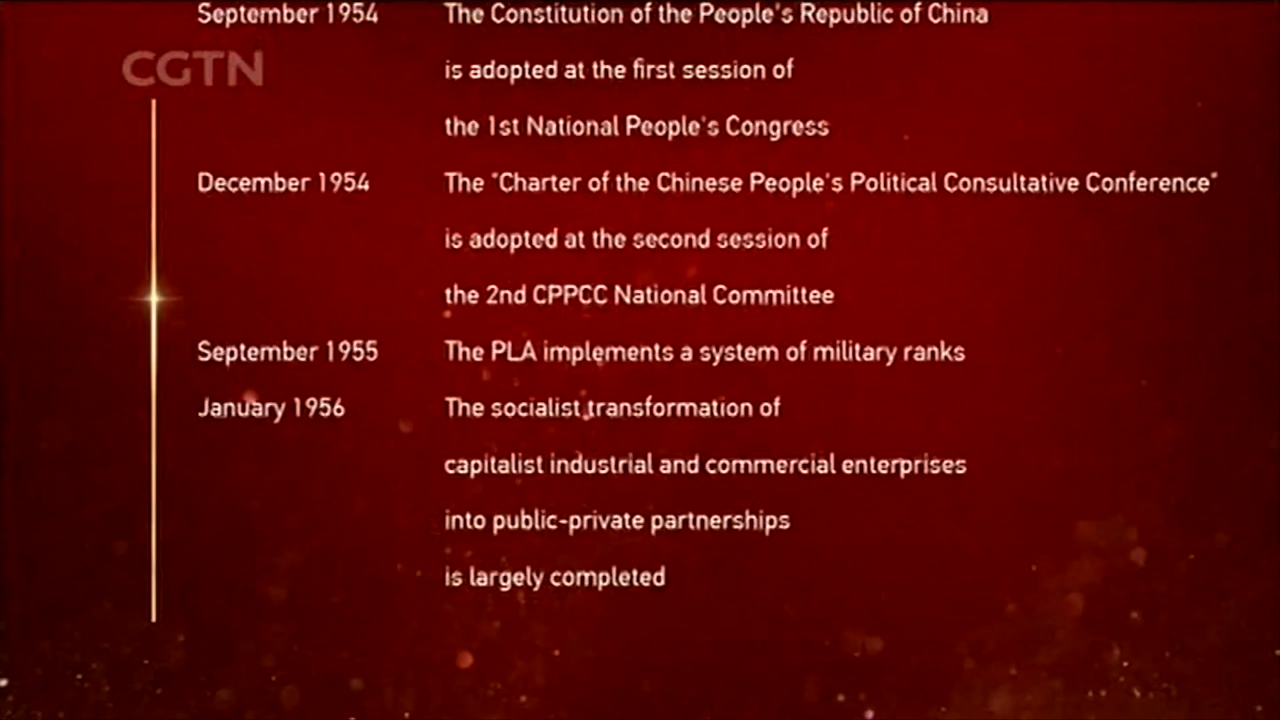 September 1954 The Constitution of the People's Republic of China
CGTN
is adopted at the first session of
the 1st National People's Congress
December 1954 The "Charter of the Chinese People's Political Consultative Conference"
is adopted at the second session of
the 2nd CPPCC National Committee
September 1955 The PLA implements a system of military ranks
January 1956 The socialist transformation of
capitalist industrial and commercial enterprises
into public-private partnerships
is largely completed